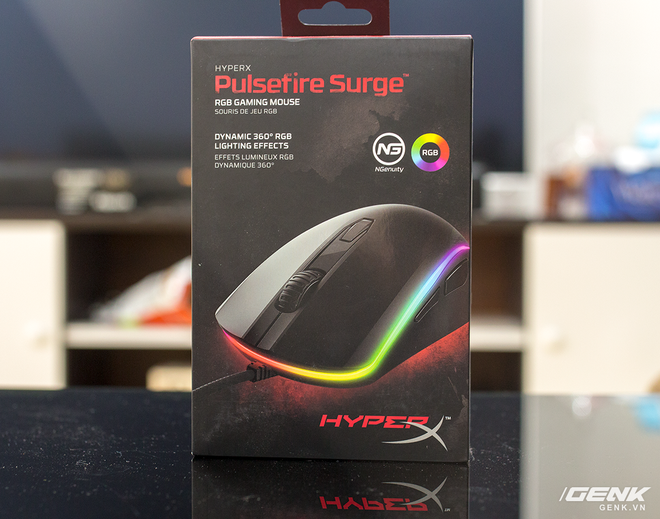 HYPERX
Pulsefire Surge™
RGB GAMING MOUSE
SOURIS DE JEU RGB
DYNAMIC 360° RGB
LIGHTING EFFECTS
EFFETS LUMINEUX RGB
DYNAMIQUE 360°
NG
NGenuity
RGB
HYPERX™
GENK
GENK.VN